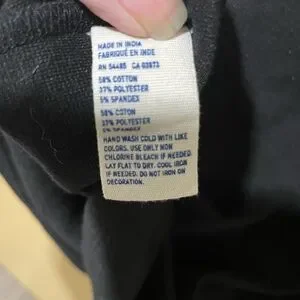 MADE IN INDIA
FABRIQUÉ EN INDE
RN 54485 CA 03973
58% COTTON
37% POLYESTER
5% SPANDEX
58% COTON
37% POLYESTER
5% SPANDEX
HAND WASH COLD WITH LIKE
COLORS. USE ONLY NON
CHLORINE BLEACH IF NEEDED.
LAY FLAT TO DRY. COOL IRON
IF NEEDED. DO NOT IRON ON
DECORATION.